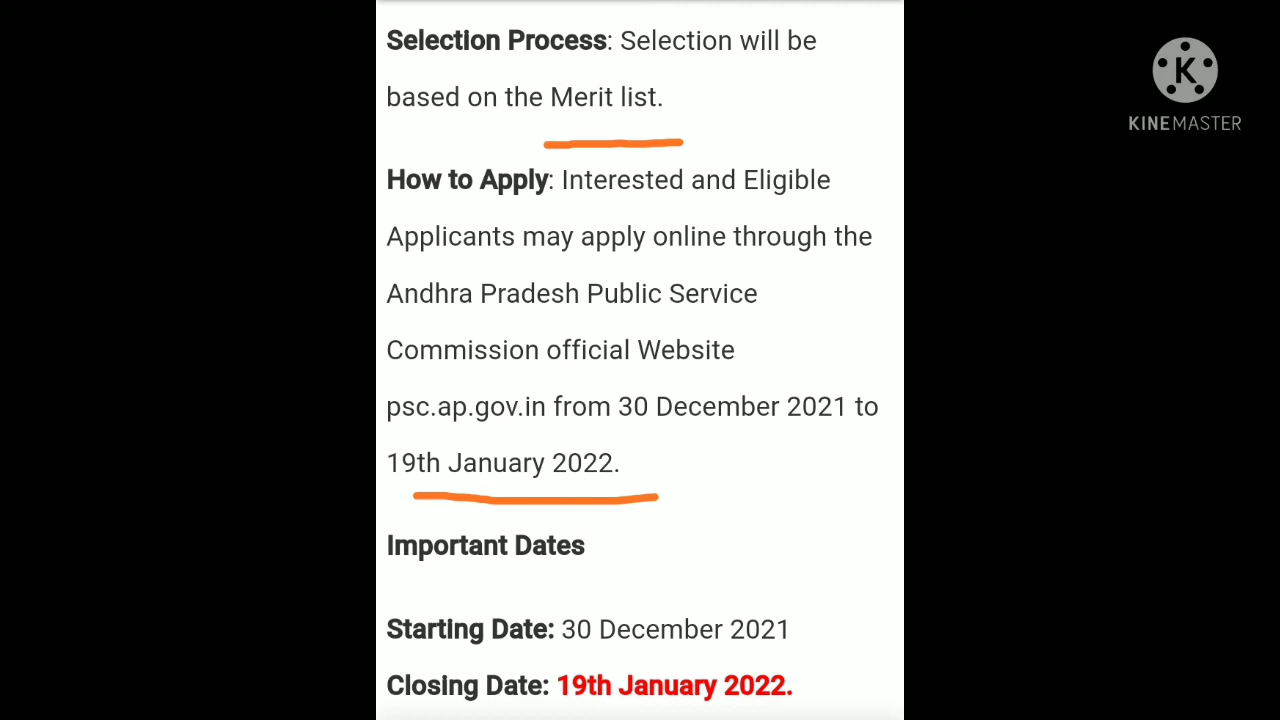 Selection Process: Selection will be
based on the Merit list.
How to Apply: Interested and Eligible
Applicants may apply online through the
Andhra Pradesh Public Service
Commission official Website
psc.ap.gov.in from 30 December 2021 to
19th January 2022.
Important Dates
Starting Date: 30 December 2021
Closing Date: 19th January 2022.
K
KINEMASTER